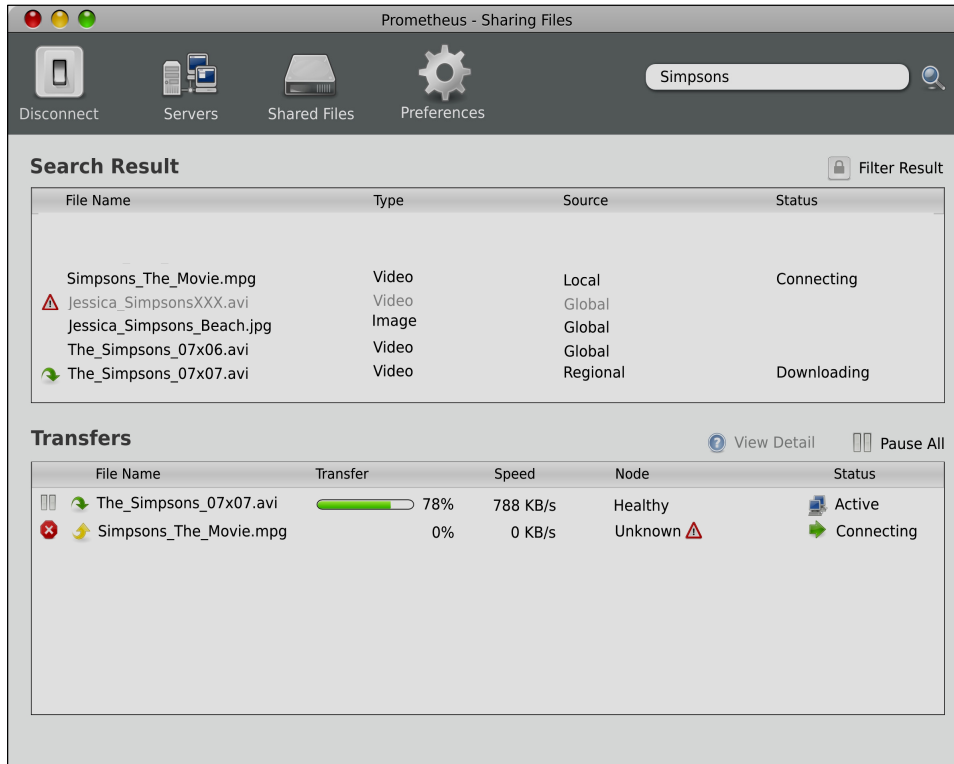 Prometheus - Sharing Files
Simpsons
Disconnect Servers Shared Files Preferences
Search Result Filter Result
File Name Type Source Status
Simpsons_The_Movie.mpg Video Local Connecting
Jessica_SimpsonsXXX.avi Video Global
Jessica_Simpsons_Beach.jpg Image Global
The_Simpsons_07x06.avi Video Global
The_Simpsons_07x07.avi Video Regional Downloading
Transfers View Detail Pause All
File Name Transfer Speed Node Status
The_Simpsons_07x07.avi 78% 788 KB/s Healthy Active
Simpsons_The_Movie.mpg 0% 0 KB/s Unknown Connecting